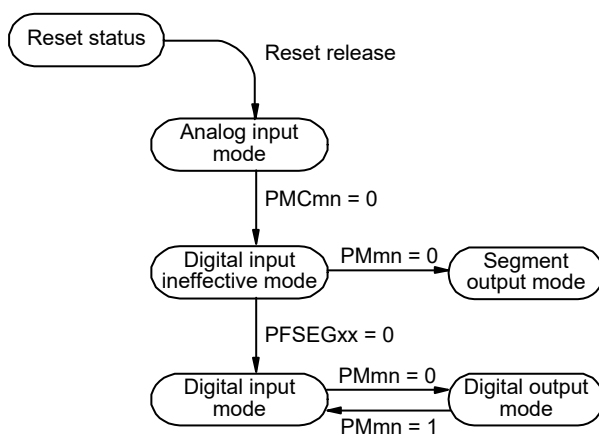 Reset status
Reset release
Analog input
mode
PMCmn = 0
Digital input
ineffective mode
PMmn = 0
Segment
output mode
PFSEGxx = 0
Digital input
mode
PMmn = 0
Digital output
mode
PMmn = 1